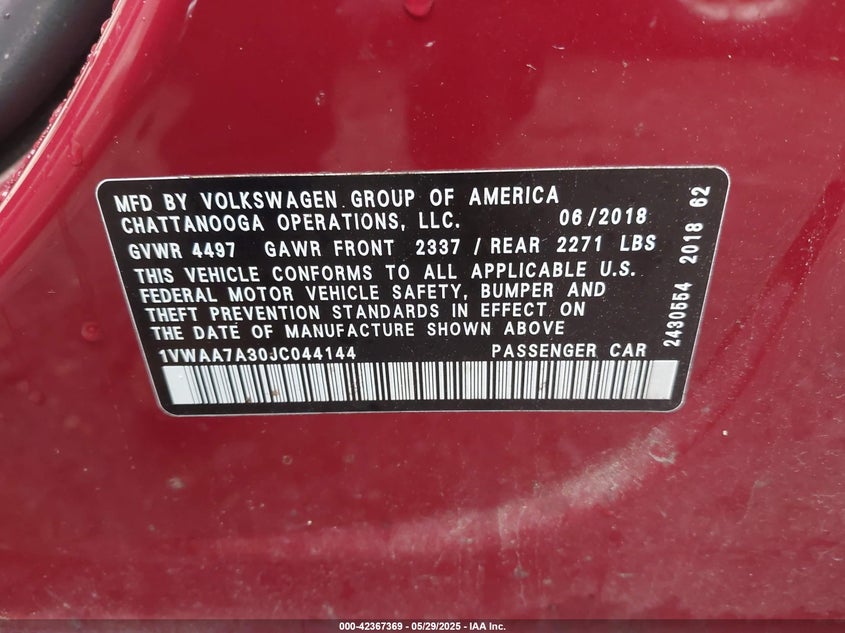 MFD BY VOLKSWAGEN GROUP OF AMERICA
CHATTANOOGA OPERATIONS, LLC. 06/2018
GVWR 4497 GAWR FRONT 2337 / REAR 2271 LBS
THIS VEHICLE CONFORMS TO ALL APPLICABLE U.S.
FEDERAL MOTOR VEHICLE SAFETY, BUMPER AND
THEFT PREVENTION STANDARDS IN EFFECT ON
THE DATE OF MANUFACTURE SHOWN ABOVE
1VWAA7A30JC044144 PASSENGER CAR
2430554 2018 62
000-42367369 | 05/29/2025 - IAA Inc.